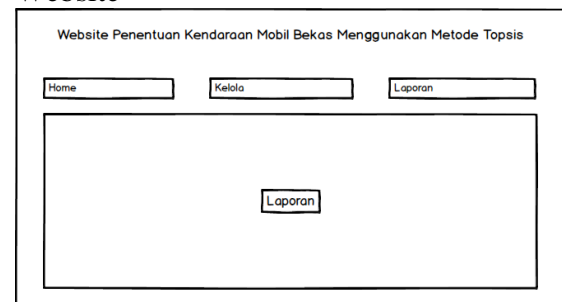 Website Penentuan Kendaraan Mobil Bekas Menggunakan Metode Topsis
Home Kelola Laporan
Laporan